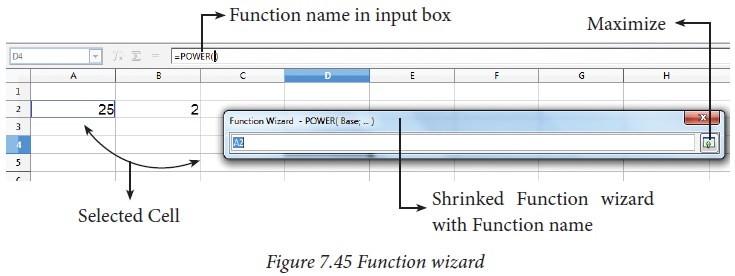 Function name in input box
Maximize
D4 =POWER()
A B C D E F G H
1
2 25 2
3
Function Wizard - POWER( Base; ... )
4 A2
5
Selected Cell
Shrinked Function wizard
with Function name
Figure 7.45 Function wizard